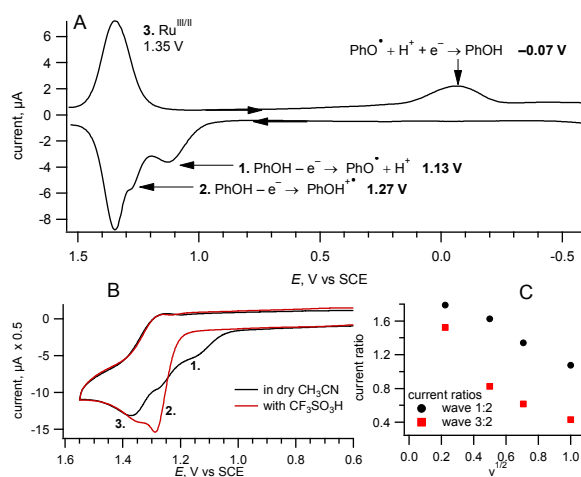 A
3. Ru^III/II
1.35 V
PhO• + H⁺ + e⁻ → PhOH −0.07 V
1. PhOH – e⁻ → PhO• + H⁺ 1.13 V
2. PhOH – e⁻ → PhOH⁺• 1.27 V
current, μA
6
4
2
0
-2
-4
-6
-8
1.5 1.0 0.5 0.0 -0.5
E, V vs SCE
B
current, μA x 0.5
0
-5
-10
-15
1.
2.
3.
in dry CH₃CN
with CF₃SO₃H
1.6 1.4 1.2 1.0 0.8 0.6
E, V vs SCE
C
current ratio
1.6
1.2
0.8
0.4
current ratios
wave 1:2
wave 3:2
0.0 0.2 0.4 0.6 0.8 1.0
v^1/2